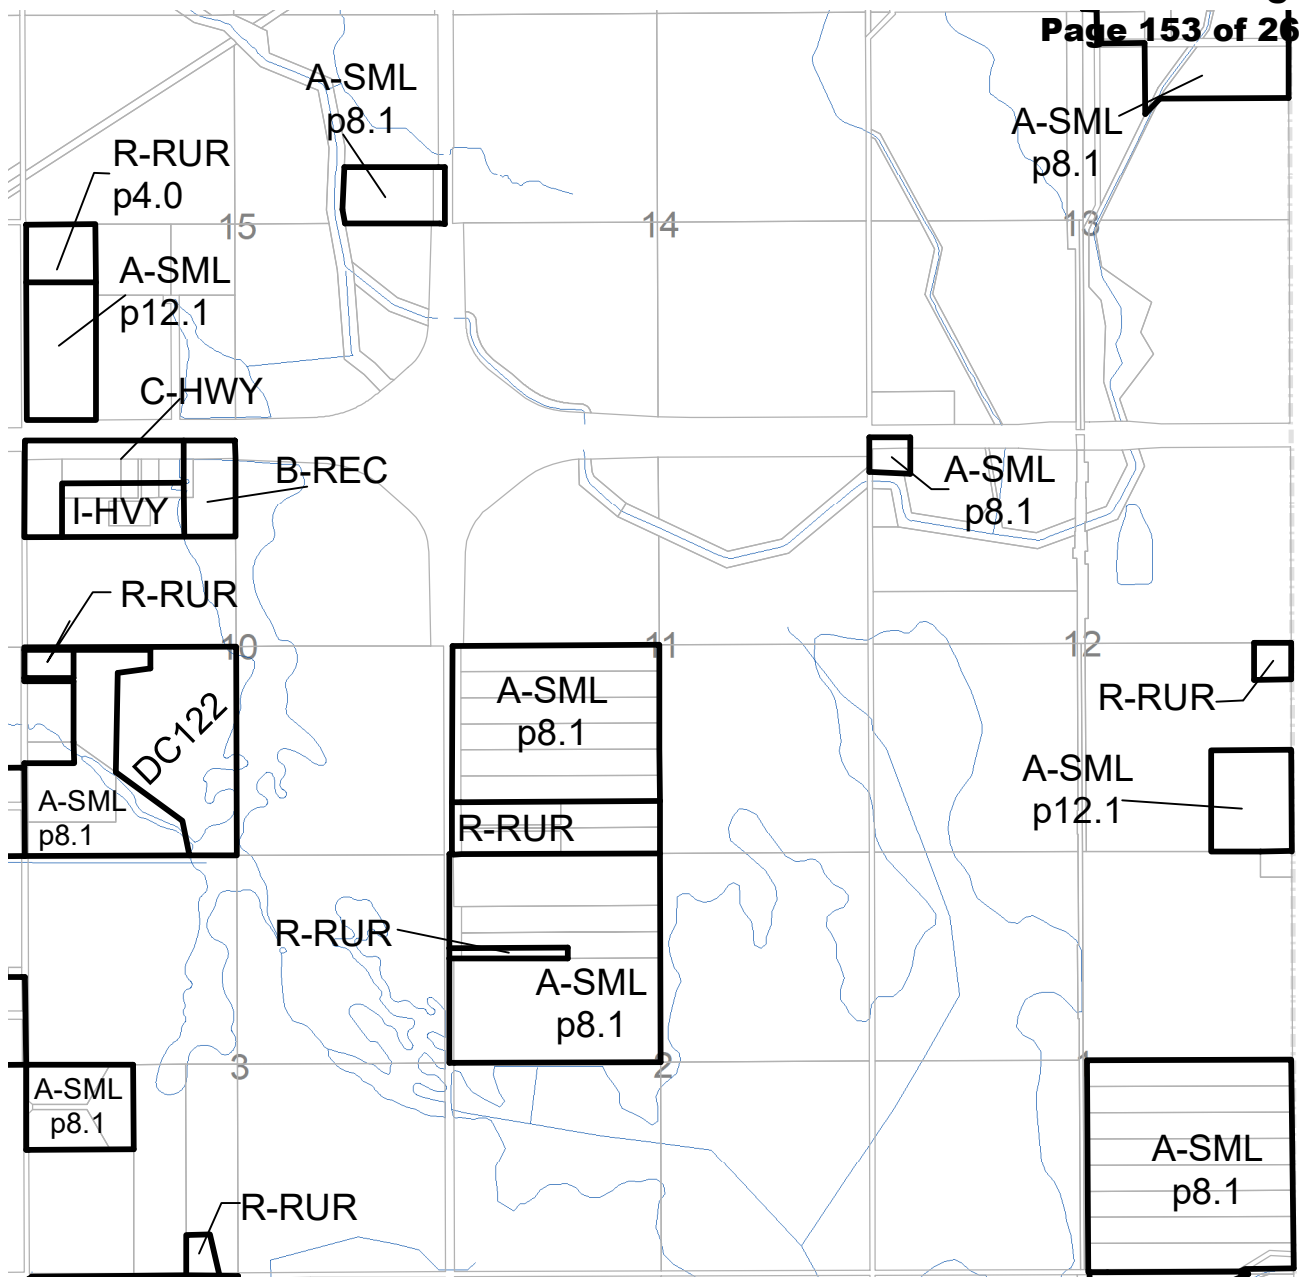 Page 153 of 26
A-SML
p8.1
A-SML
p8.1
R-RUR
p4.0
15
14
13
A-SML
p12.1
C-HWY
B-REC
A-SML
p8.1
I-HVY
R-RUR
10
11
12
A-SML
p8.1
R-RUR
DC122
A-SML
p12.1
A-SML
p8.1
R-RUR
R-RUR
A-SML
p8.1
3
2
1
A-SML
p8.1
A-SML
p8.1
R-RUR